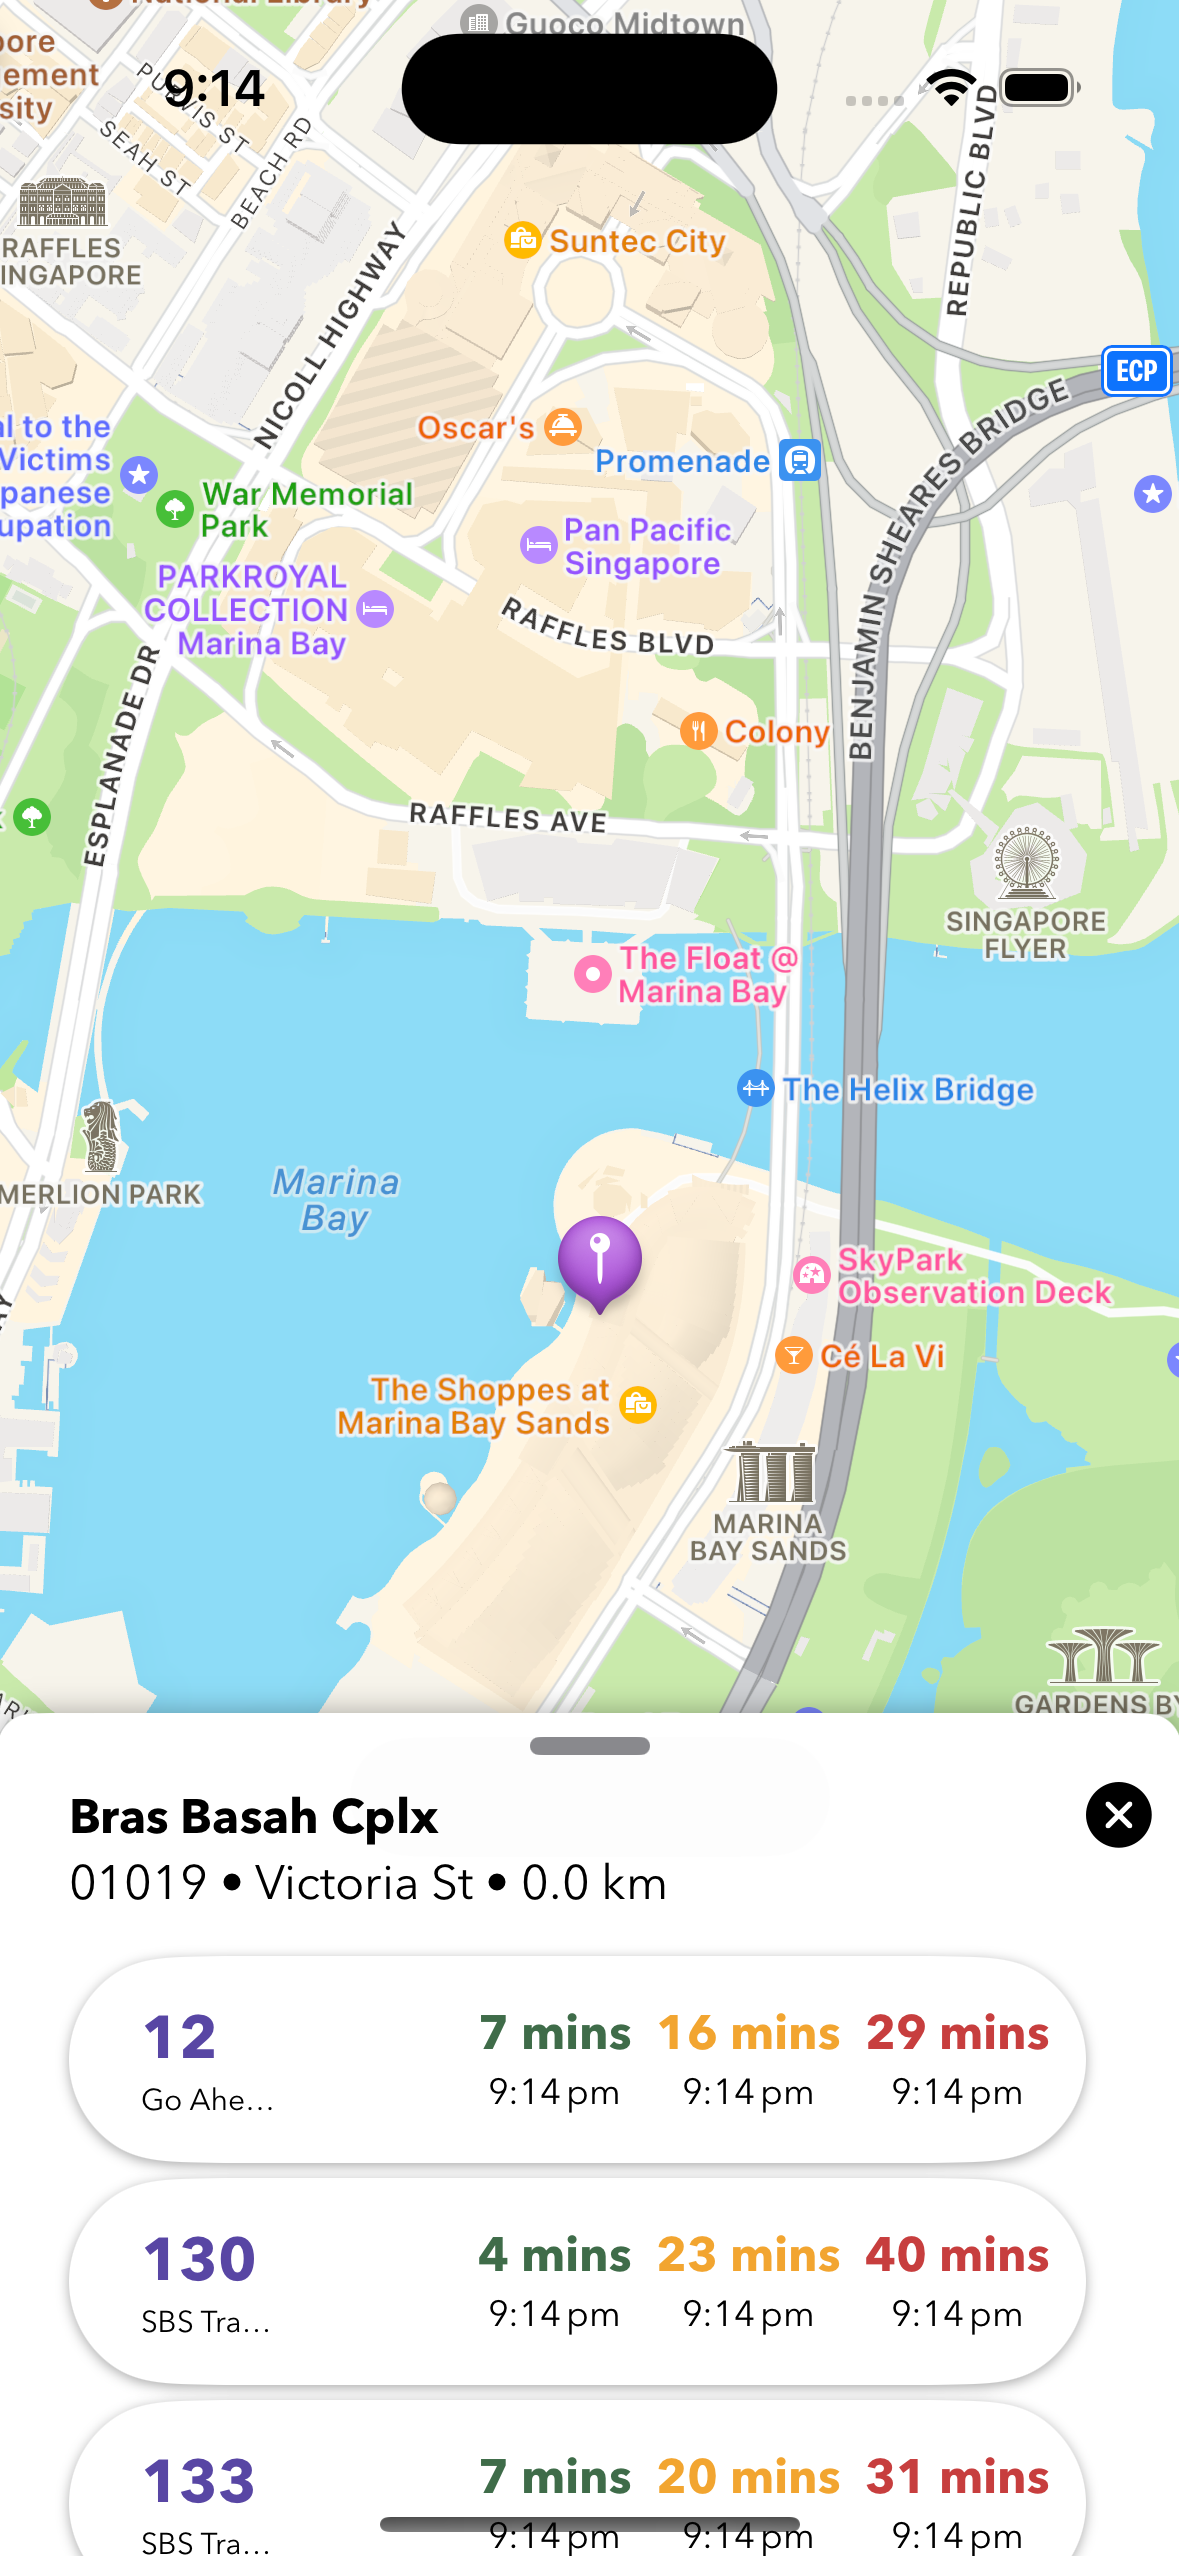 National Library
Guoco Midtown
9:14
pore
ement
sity
PURVIS ST
SEAH ST
BEACH RD
REPUBLIC BLVD
RAFFLES
INGAPORE
NICOLL HIGHWAY
Suntec City
ECP
BENJAMIN SHEARES BRIDGE
Oscar's
Promenade
al to the
Victims
panese
upation
War Memorial
Park
Pan Pacific
Singapore
PARKROYAL
COLLECTION
Marina Bay
RAFFLES BLVD
ESPLANADE DR
Colony
RAFFLES AVE
SINGAPORE
FLYER
The Float @
Marina Bay
The Helix Bridge
MERLION PARK
Marina
Bay
SkyPark
Observation Deck
Cé La Vi
The Shoppes at
Marina Bay Sands
MARINA
BAY SANDS
GARDENS BY
Bras Basah Cplx
01019 • Victoria St • 0.0 km
12
7 mins 16 mins 29 mins
Go Ahe...
9:14 pm 9:14 pm 9:14 pm
130
4 mins 23 mins 40 mins
SBS Tra...
9:14 pm 9:14 pm 9:14 pm
133
7 mins 20 mins 31 mins
SBS Tra...
9:14 pm 9:14 pm 9:14 pm